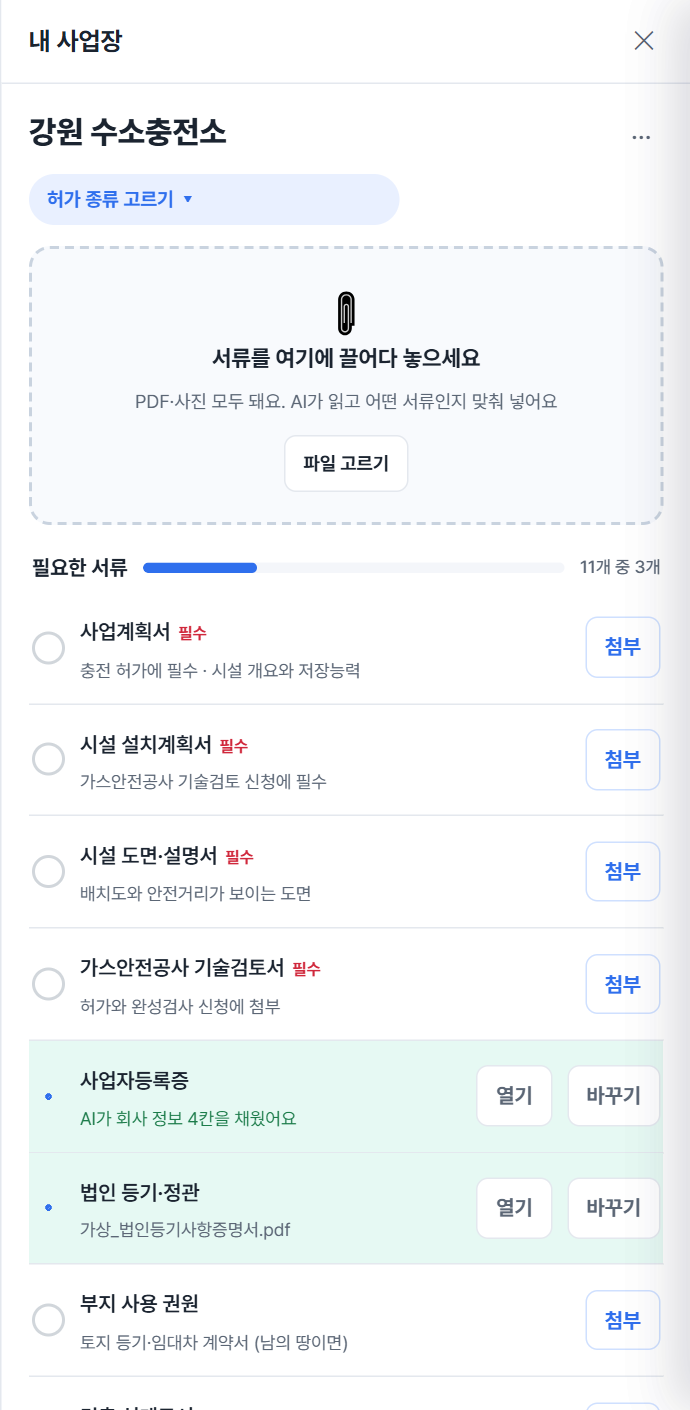 내 사업장
강원 수소충전소
허가 종류 고르기
서류를 여기에 끌어다 놓으세요
PDF·사진 모두 돼요. AI가 읽고 어떤 서류인지 맞춰 넣어요
파일 고르기
필요한 서류 11개 중 3개
사업계획서 필수
충전 허가에 필수 · 시설 개요와 저장능력
첨부
시설 설치계획서 필수
가스안전공사 기술검토 신청에 필수
첨부
시설 도면·설명서 필수
배치도와 안전거리가 보이는 도면
첨부
가스안전공사 기술검토서 필수
허가와 완성검사 신청에 첨부
첨부
사업자등록증
AI가 회사 정보 4칸을 채웠어요
열기 바꾸기
법인 등기·정관
가상_법인등기사항증명서.pdf
열기 바꾸기
부지 사용 권원
토지 등기·임대차 계약서 (남의 땅이면)
첨부